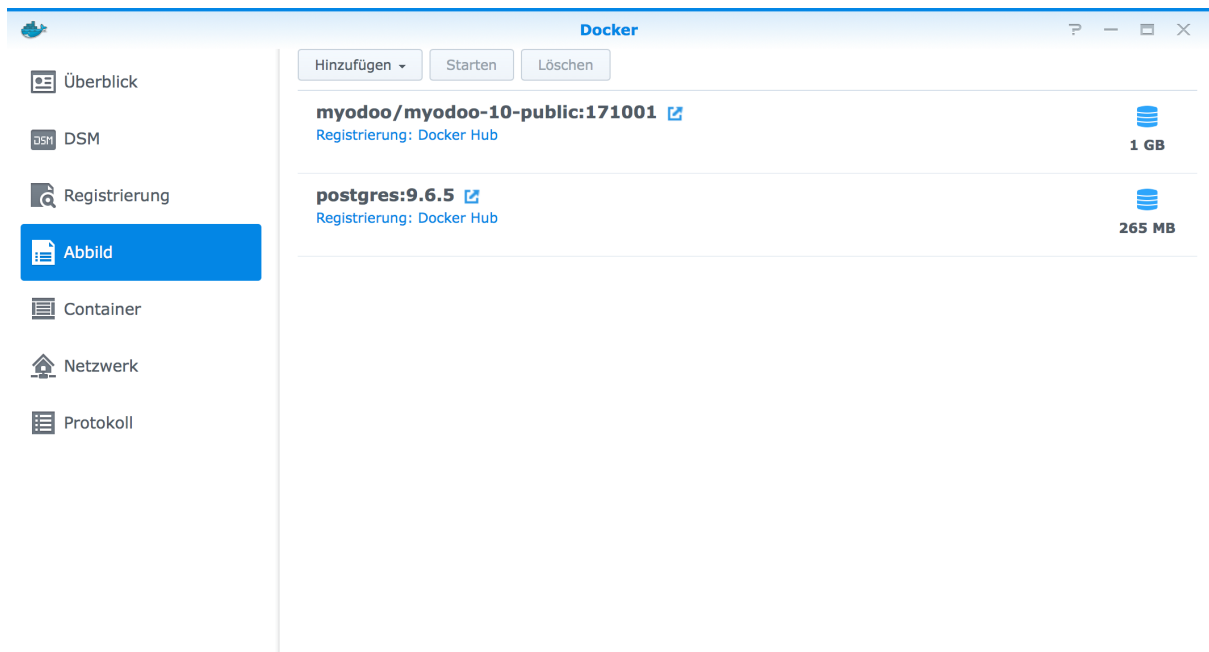 Docker
Überblick
DSM
Registrierung
Abbild
Container
Netzwerk
Protokoll
Hinzufügen Starten Löschen
myodoo/myodoo-10-public:171001
Registrierung: Docker Hub
1 GB
postgres:9.6.5
Registrierung: Docker Hub
265 MB